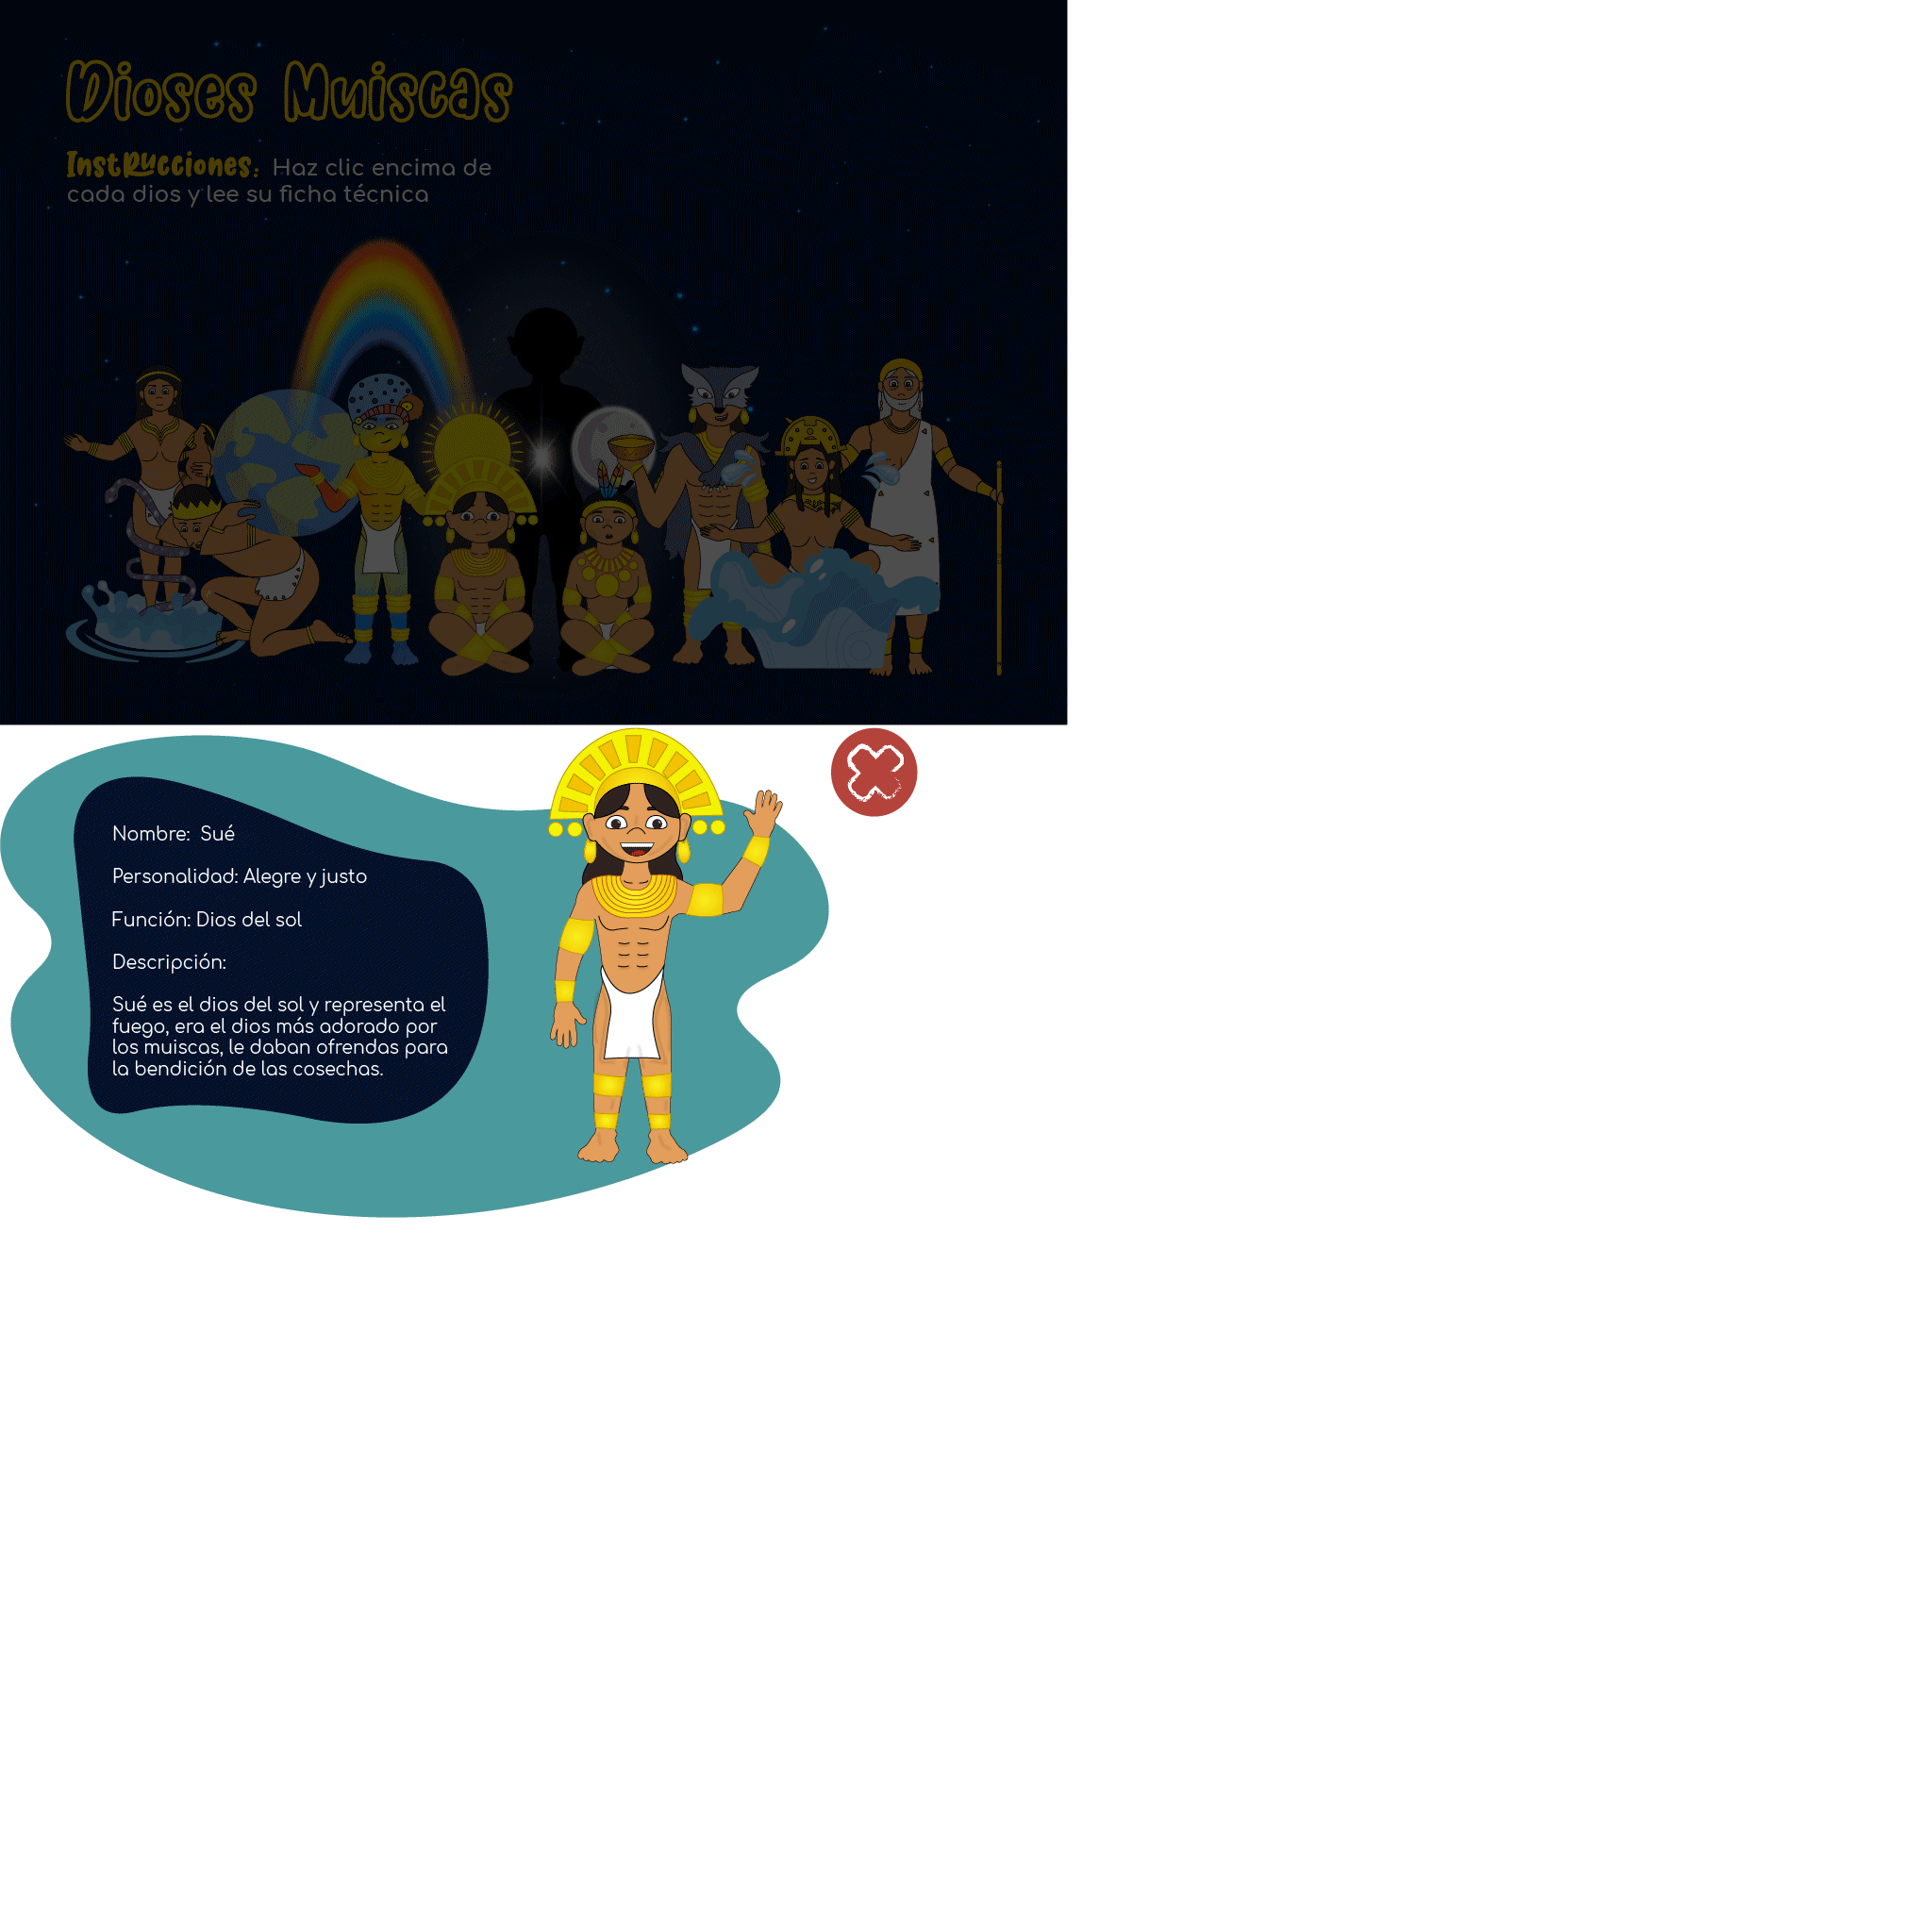 Dioses Muiscas
Instrucciones: Haz clic encima de
cada dios y lee su ficha técnica
Nombre: Sué
Personalidad: Alegre y justo
Función: Dios del sol
Descripción:
Sué es el dios del sol y representa el
fuego, era el dios más adorado por
los muiscas, le daban ofrendas para
la bendición de las cosechas.